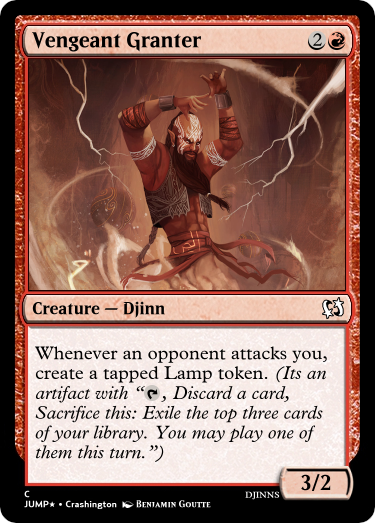 Vengeant Granter 2
Creature — Djinn
Whenever an opponent attacks you,
create a tapped Lamp token. (Its an
artifact with “, Discard a card,
Sacrifice this: Exile the top three cards
of your library. You may play one of
them this turn.”)
3/2
C
DJINNS
JUMP★ • Crashington Benjamin Goutte